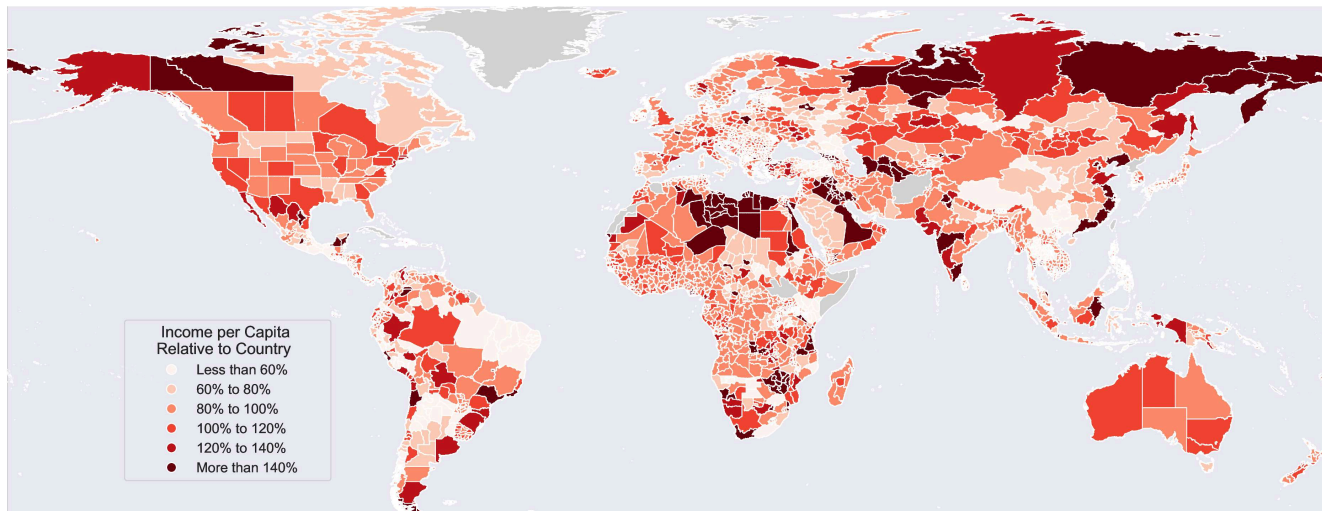 Income per Capita
Relative to Country
Less than 60%
60% to 80%
80% to 100%
100% to 120%
120% to 140%
More than 140%